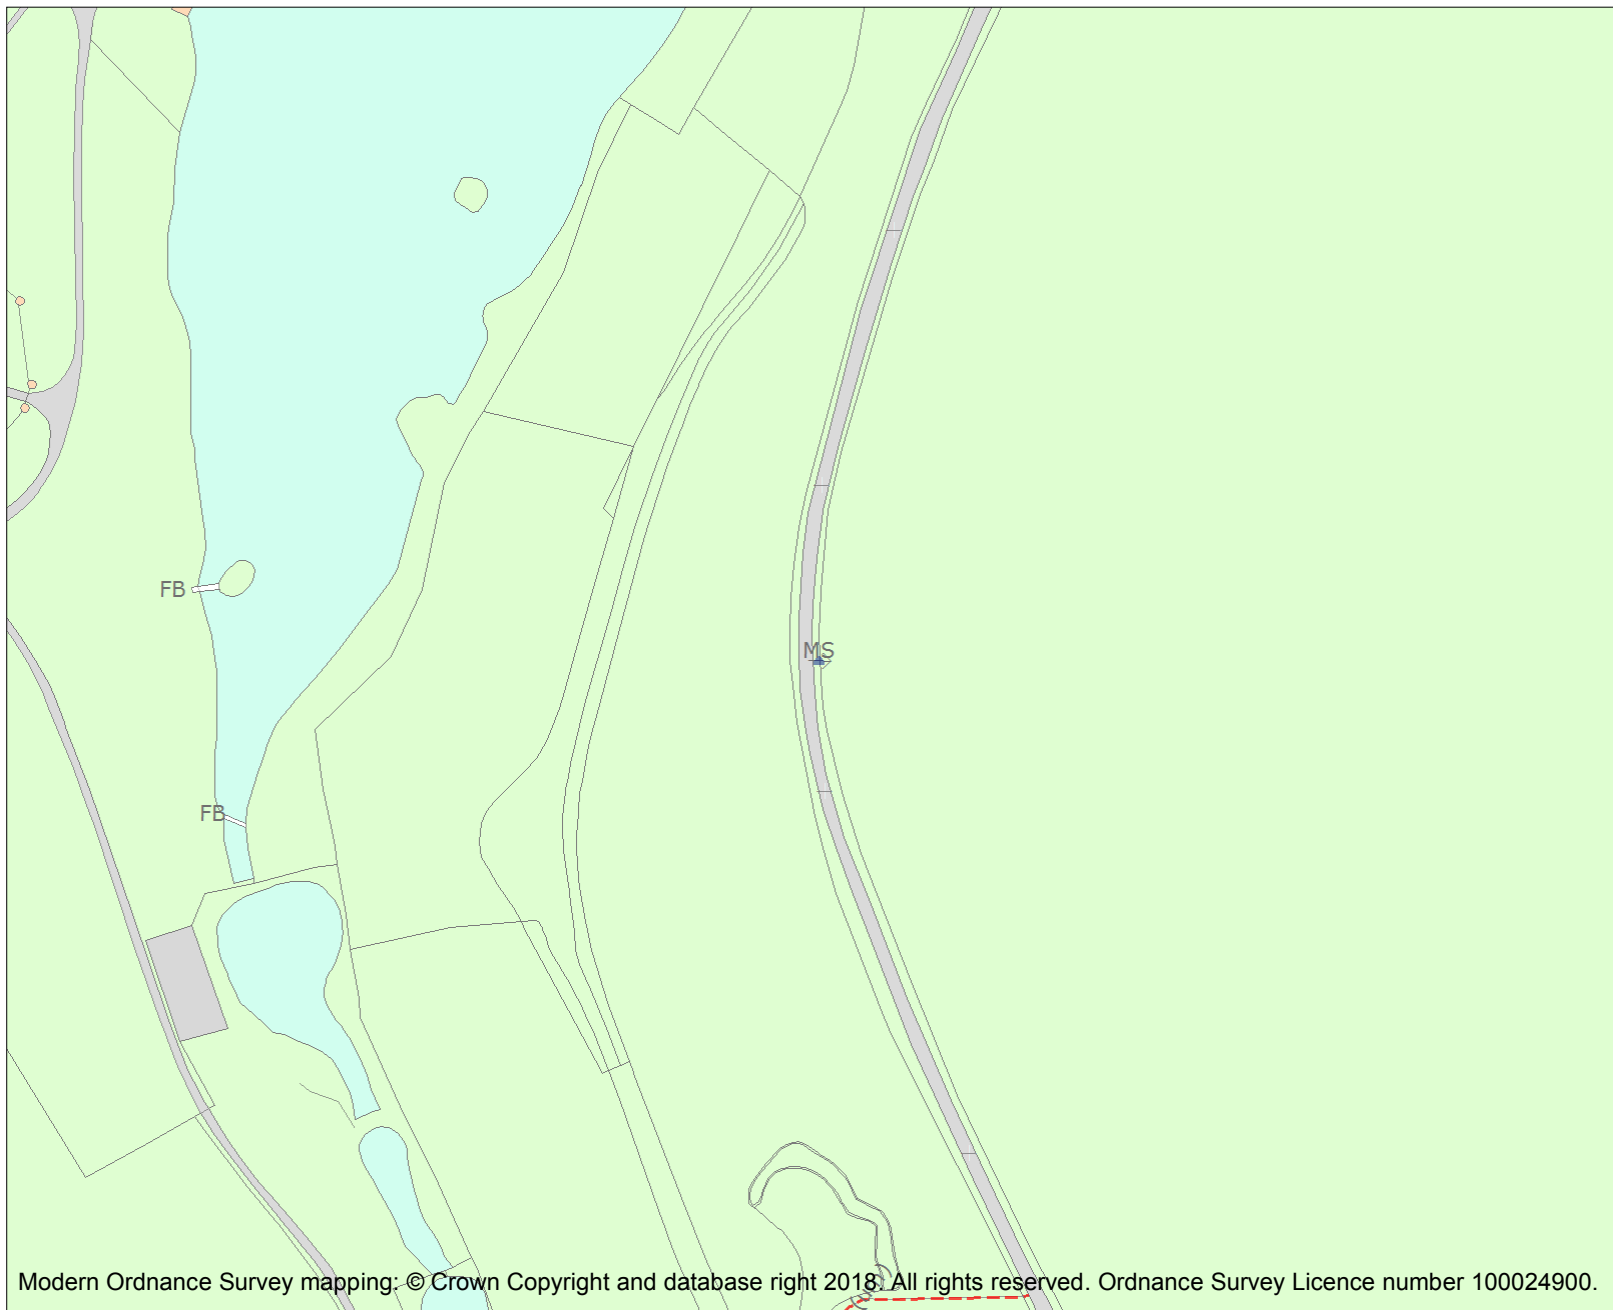 FB
MS
FB
Modern Ordnance Survey mapping: © Crown Copyright and database right 2018. All rights reserved. Ordnance Survey Licence number 100024900.